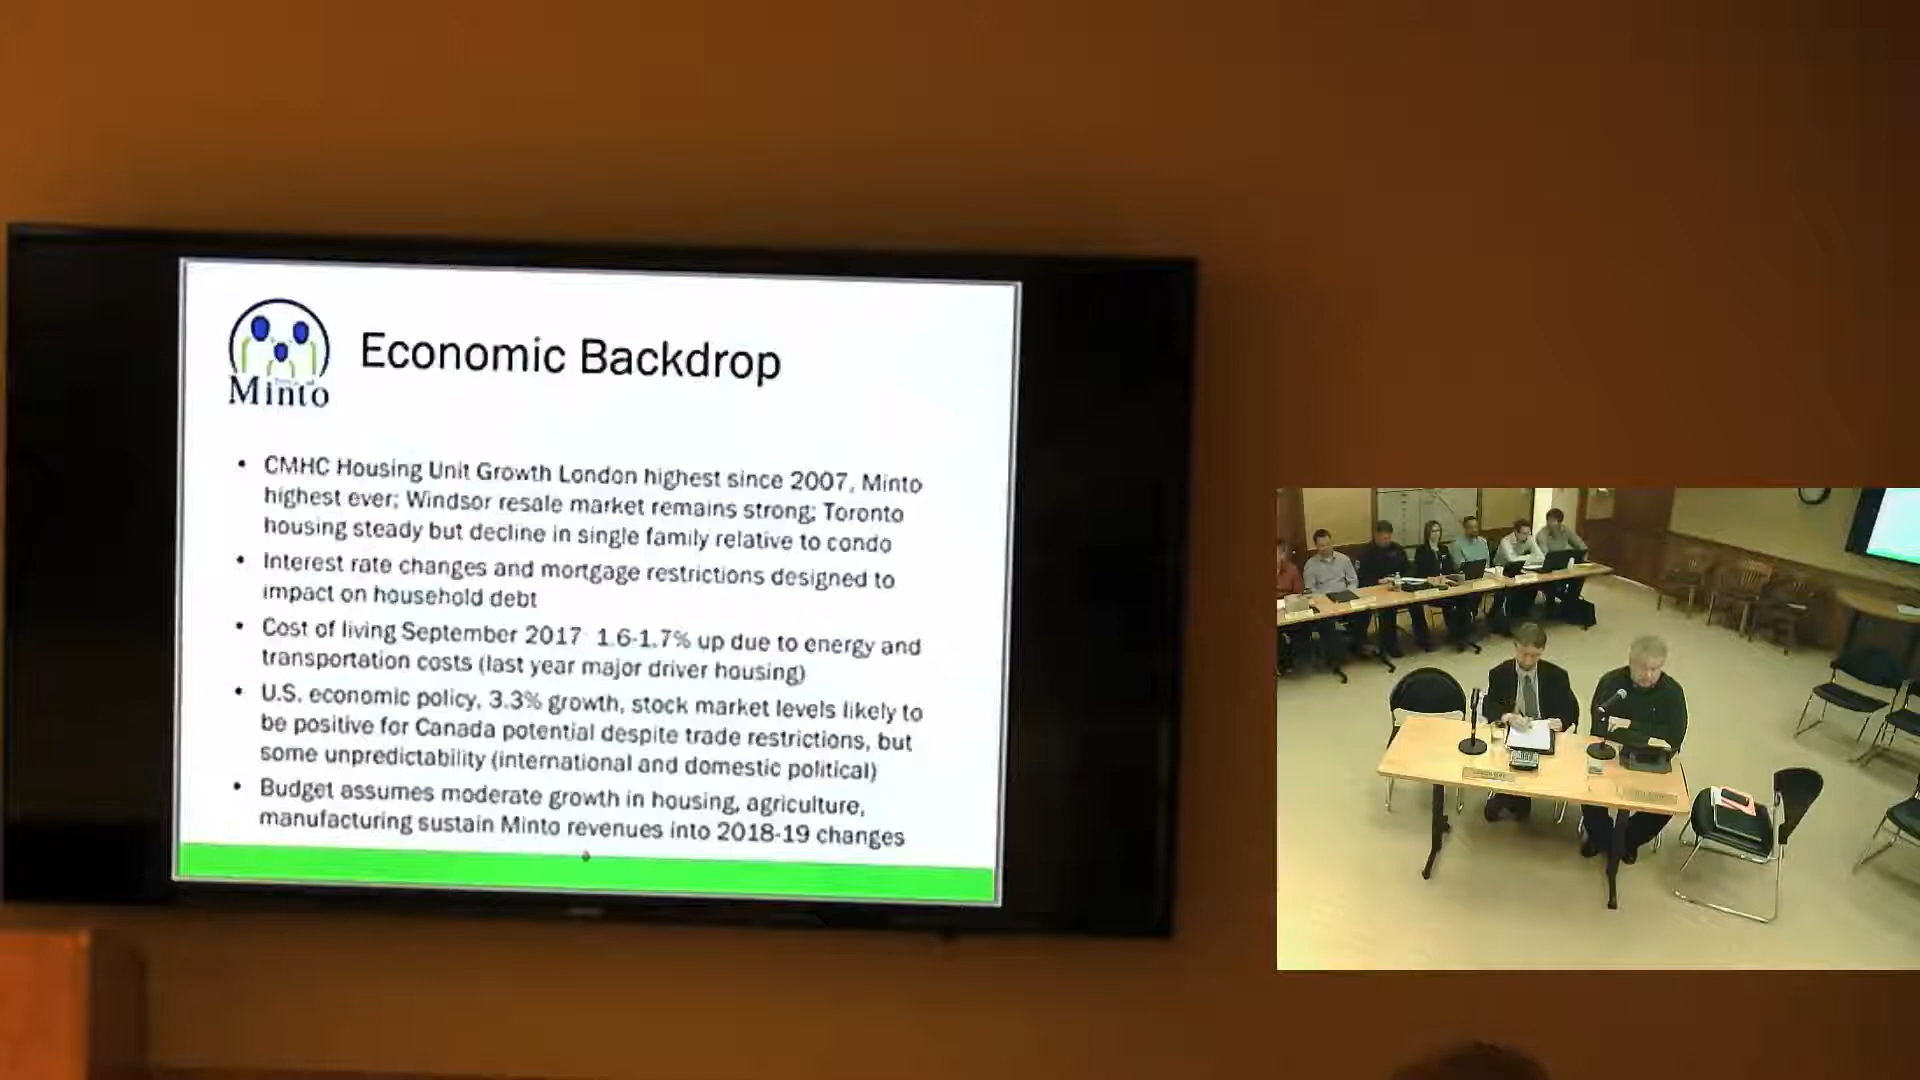 Minto
Economic Backdrop
• CMHC Housing Unit Growth London highest since 2007, Minto
highest ever; Windsor resale market remains strong; Toronto
housing steady but decline in single family relative to condo
• Interest rate changes and mortgage restrictions designed to
impact on household debt
• Cost of living September 2017 1.6-1.7% up due to energy and
transportation costs (last year major driver housing)
• U.S. economic policy, 3.3% growth, stock market levels likely to
be positive for Canada potential despite trade restrictions, but
some unpredictability (international and domestic political)
• Budget assumes moderate growth in housing, agriculture,
manufacturing sustain Minto revenues into 2018-19 changes